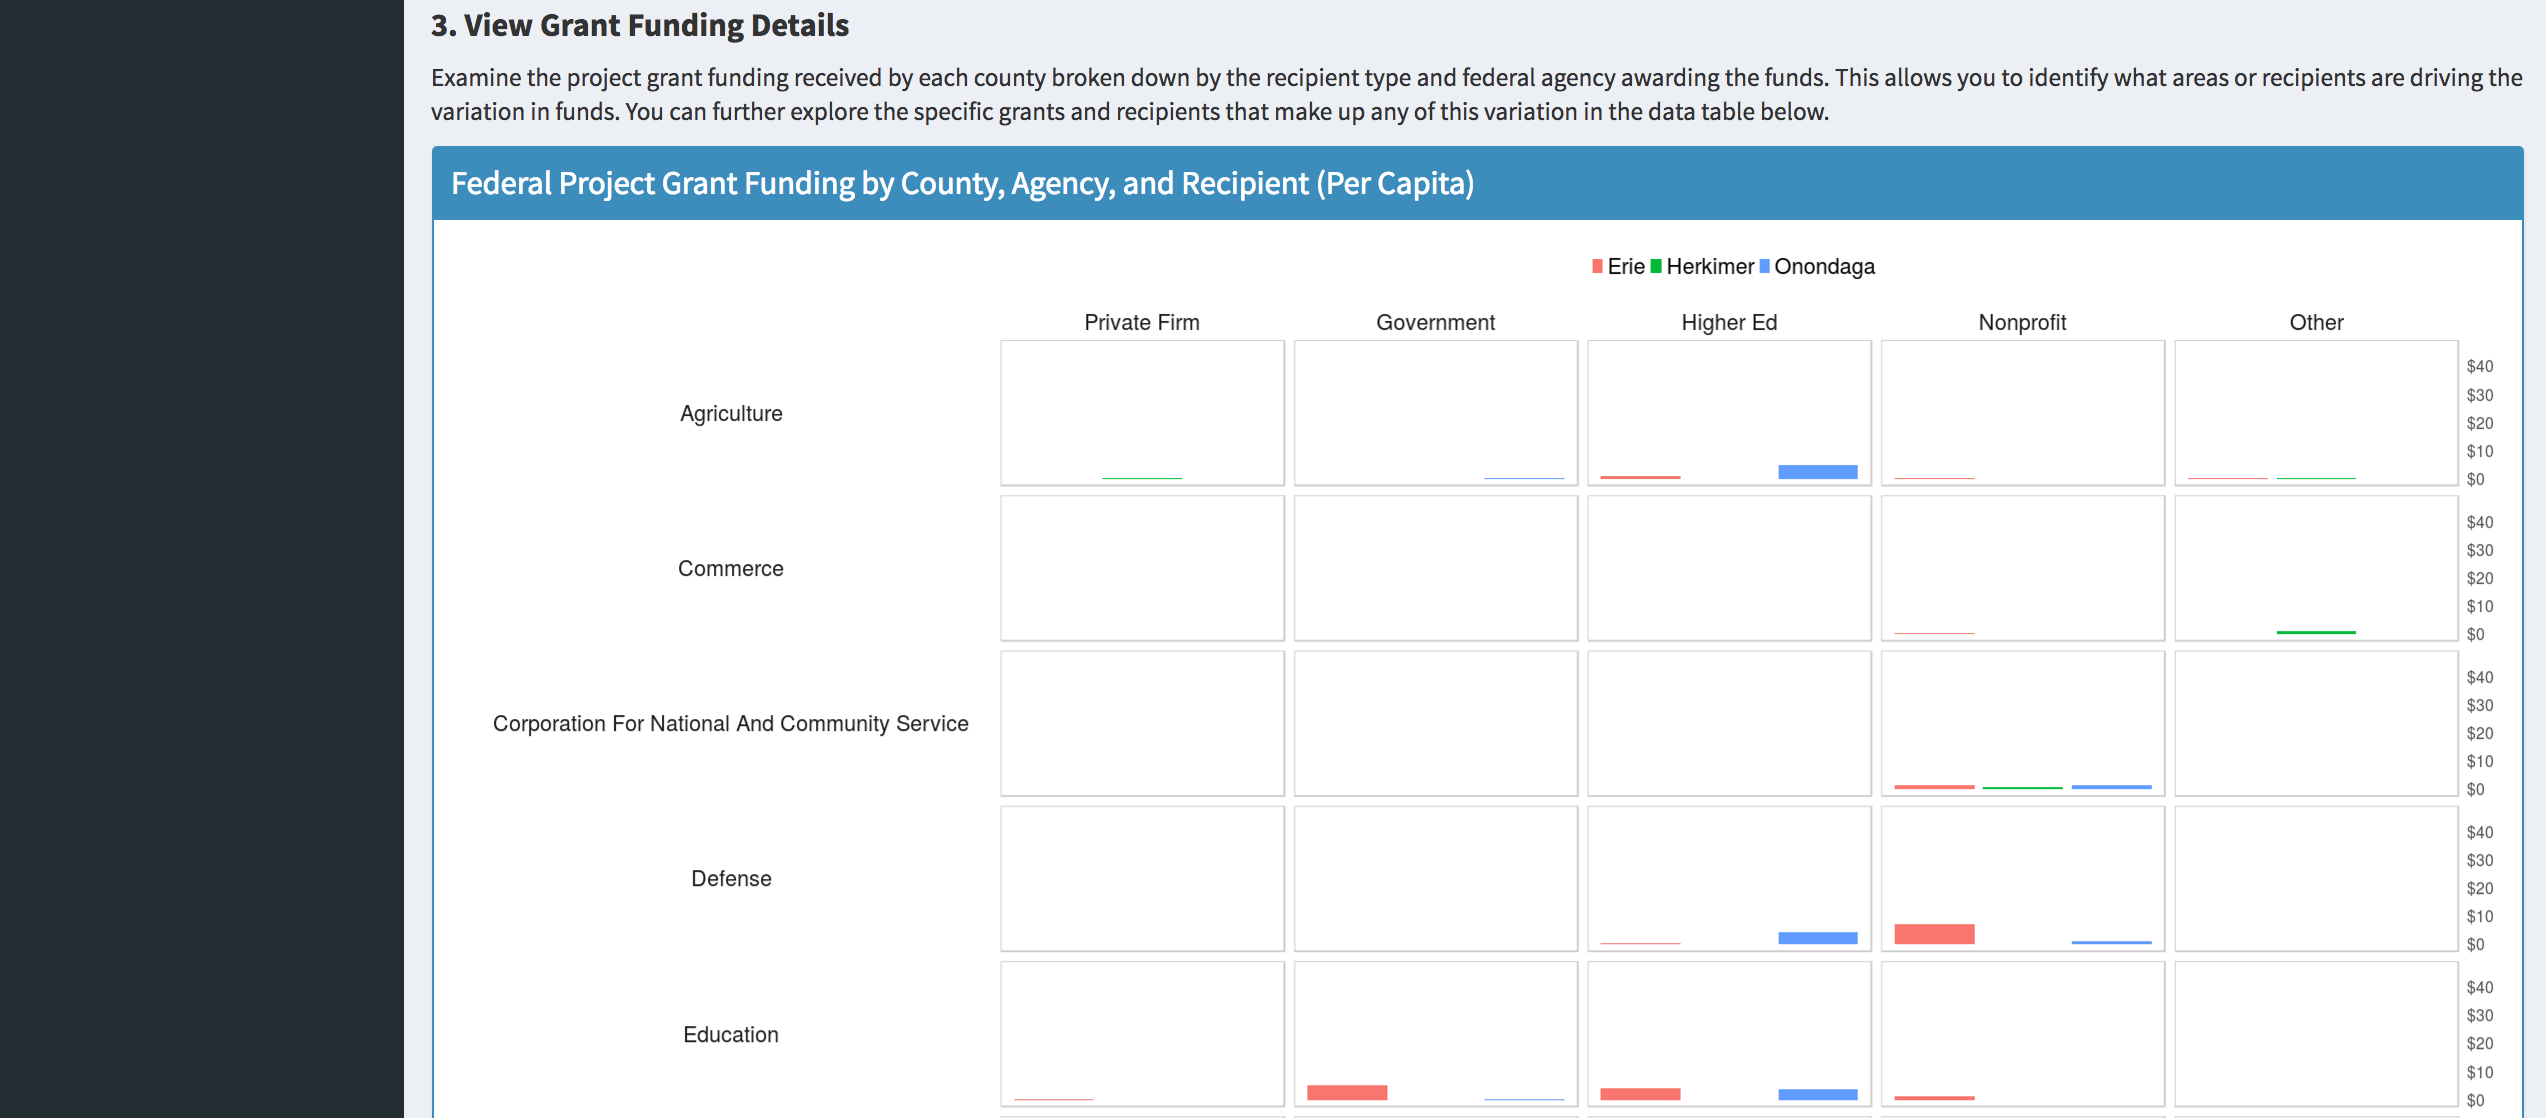 3. View Grant Funding Details
Examine the project grant funding received by each county broken down by the recipient type and federal agency awarding the funds. This allows you to identify what areas or recipients are driving the
variation in funds. You can further explore the specific grants and recipients that make up any of this variation in the data table below.
Federal Project Grant Funding by County, Agency, and Recipient (Per Capita)
Erie Herkimer Onondaga
Private Firm Government Higher Ed Nonprofit Other
Agriculture
$40
$30
$20
$10
$0
Commerce
$40
$30
$20
$10
$0
Corporation For National And Community Service
$40
$30
$20
$10
$0
Defense
$40
$30
$20
$10
$0
Education
$40
$30
$20
$10
$0